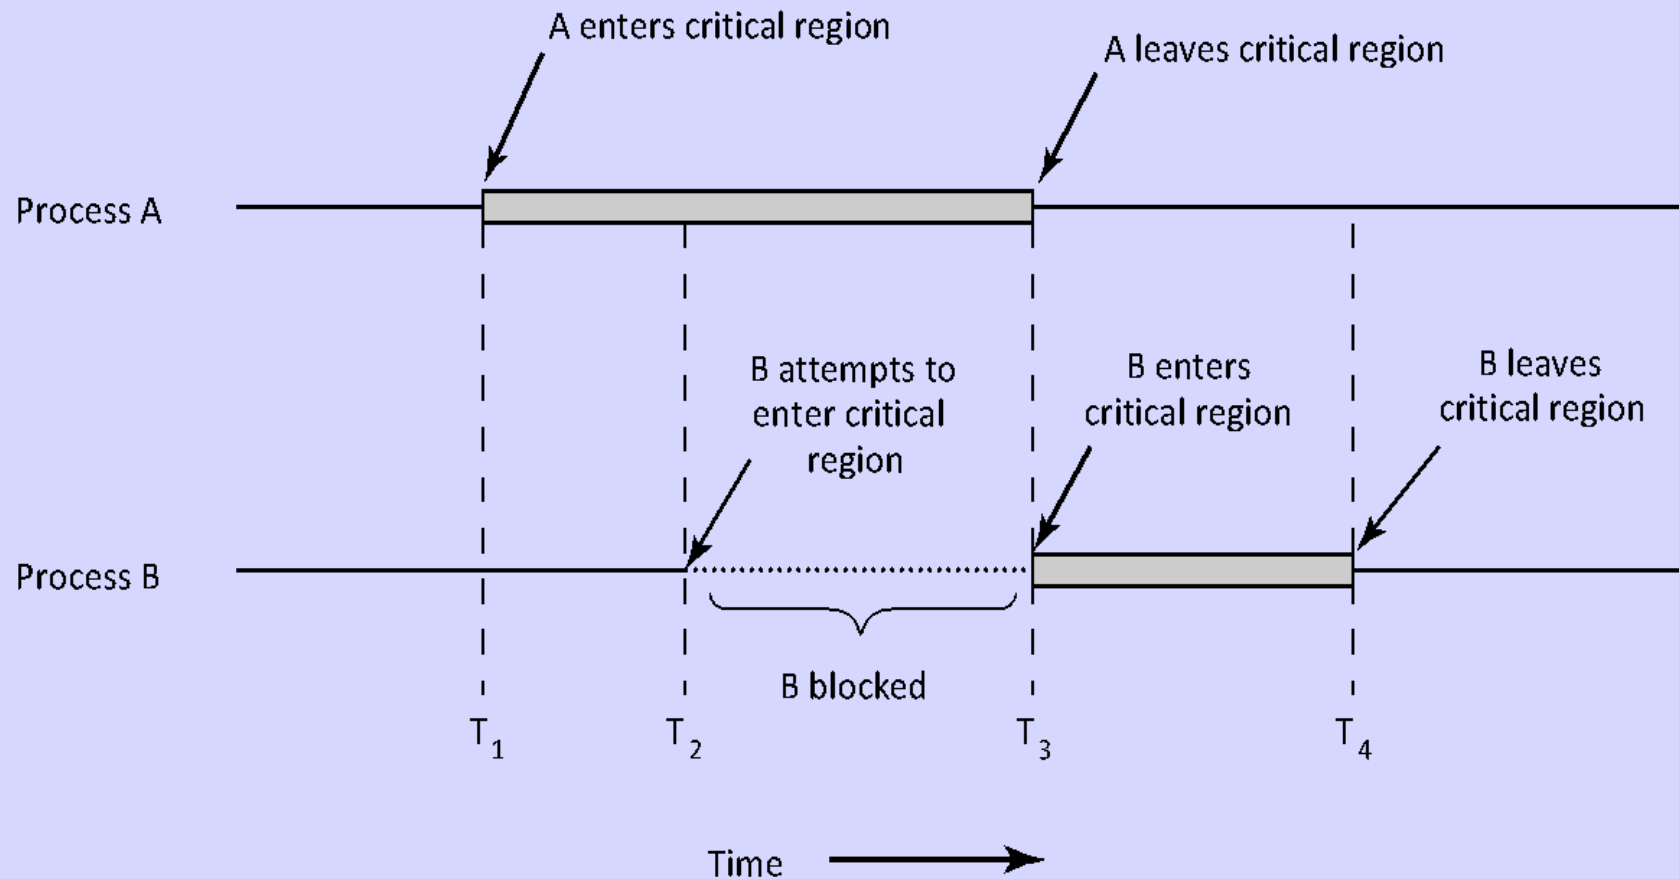 A enters critical region
A leaves critical region
Process A
B attempts to
enter critical
region
B enters
critical region
B leaves
critical region
Process B
B blocked
T1
T2
T3
T4
Time